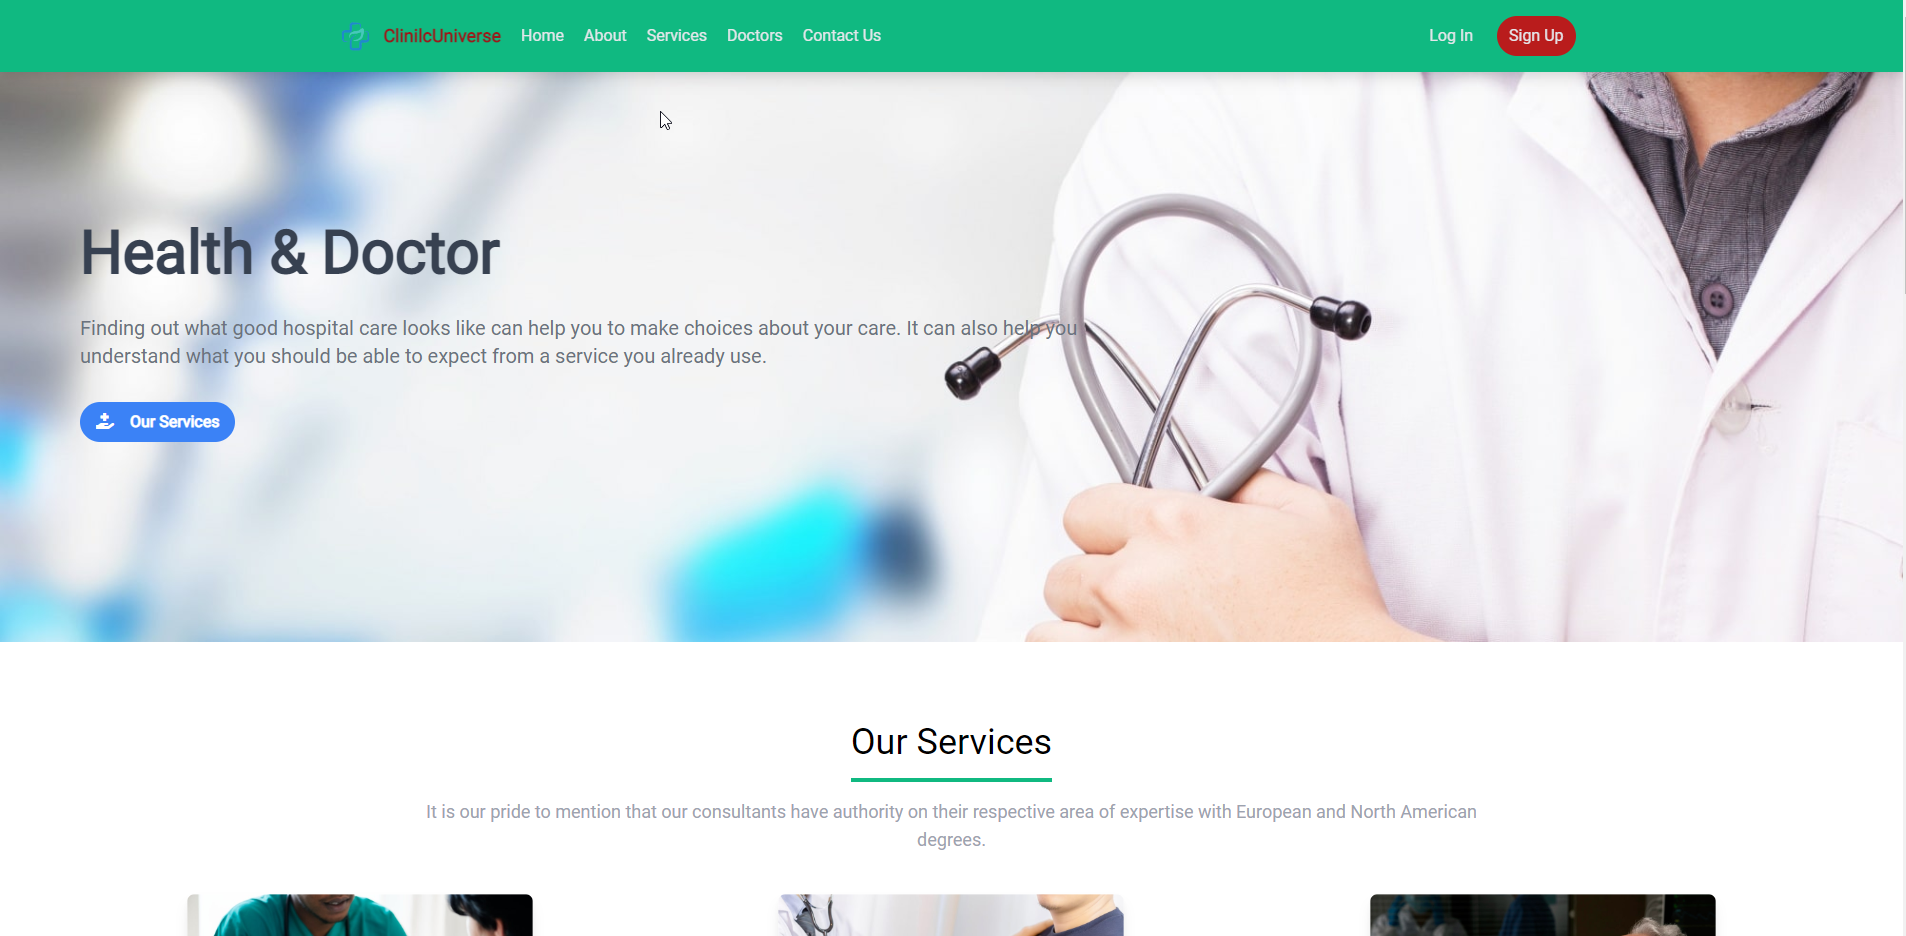 ClinilcUniverse Home About Services Doctors Contact Us Log In Sign Up
Health & Doctor
Finding out what good hospital care looks like can help you to make choices about your care. It can also help you
understand what you should be able to expect from a service you already use.
Our Services
Our Services
It is our pride to mention that our consultants have authority on their respective area of expertise with European and North American
degrees.